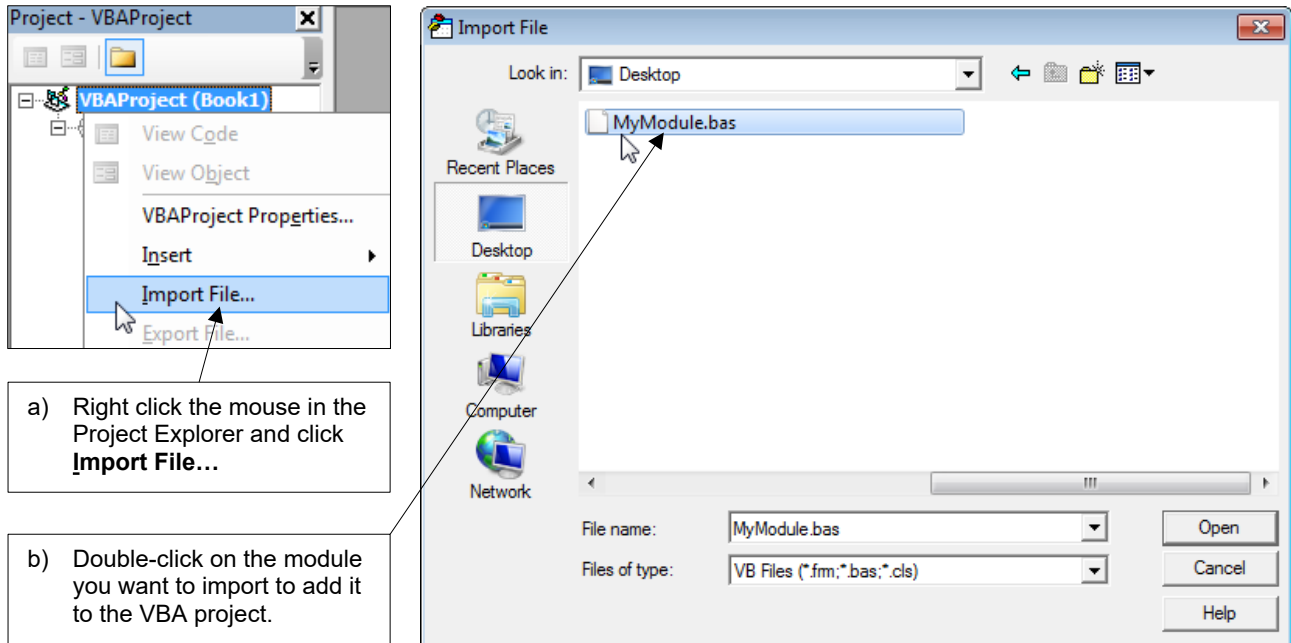 Project - VBAProject
VBAProject (Book1)
View Code
View Object
VBAProject Properties...
Insert
Import File...
Export File...
a) Right click the mouse in the
Project Explorer and click
Import File…
b) Double-click on the module
you want to import to add it
to the VBA project.
Import File
Look in:
Desktop
MyModule.bas
Recent Places
Desktop
Libraries
Computer
Network
File name:
MyModule.bas
Open
Files of type:
VB Files (*.frm;*.bas;*.cls)
Cancel
Help